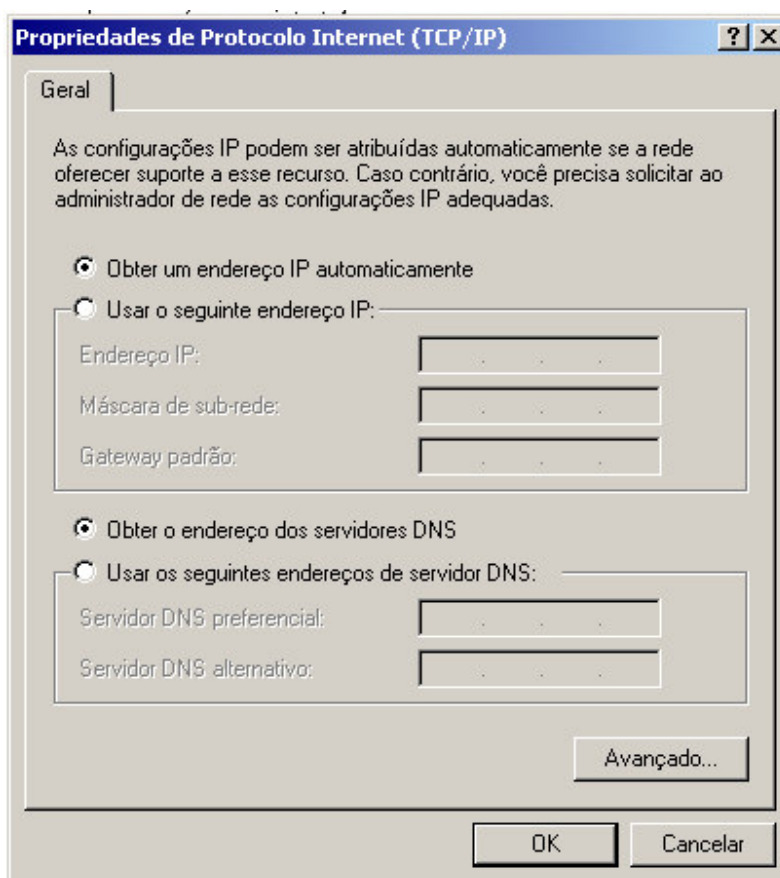 Propriedades de Protocolo Internet (TCP/IP)
Geral
As configurações IP podem ser atribuídas automaticamente se a rede
oferecer suporte a esse recurso. Caso contrário, você precisa solicitar ao
administrador de rede as configurações IP adequadas.
Obter um endereço IP automaticamente
Usar o seguinte endereço IP:
Endereço IP:
Máscara de sub-rede:
Gateway padrão:
Obter o endereço dos servidores DNS
Usar os seguintes endereços de servidor DNS:
Servidor DNS preferencial:
Servidor DNS alternativo:
Avançado...
OK
Cancelar